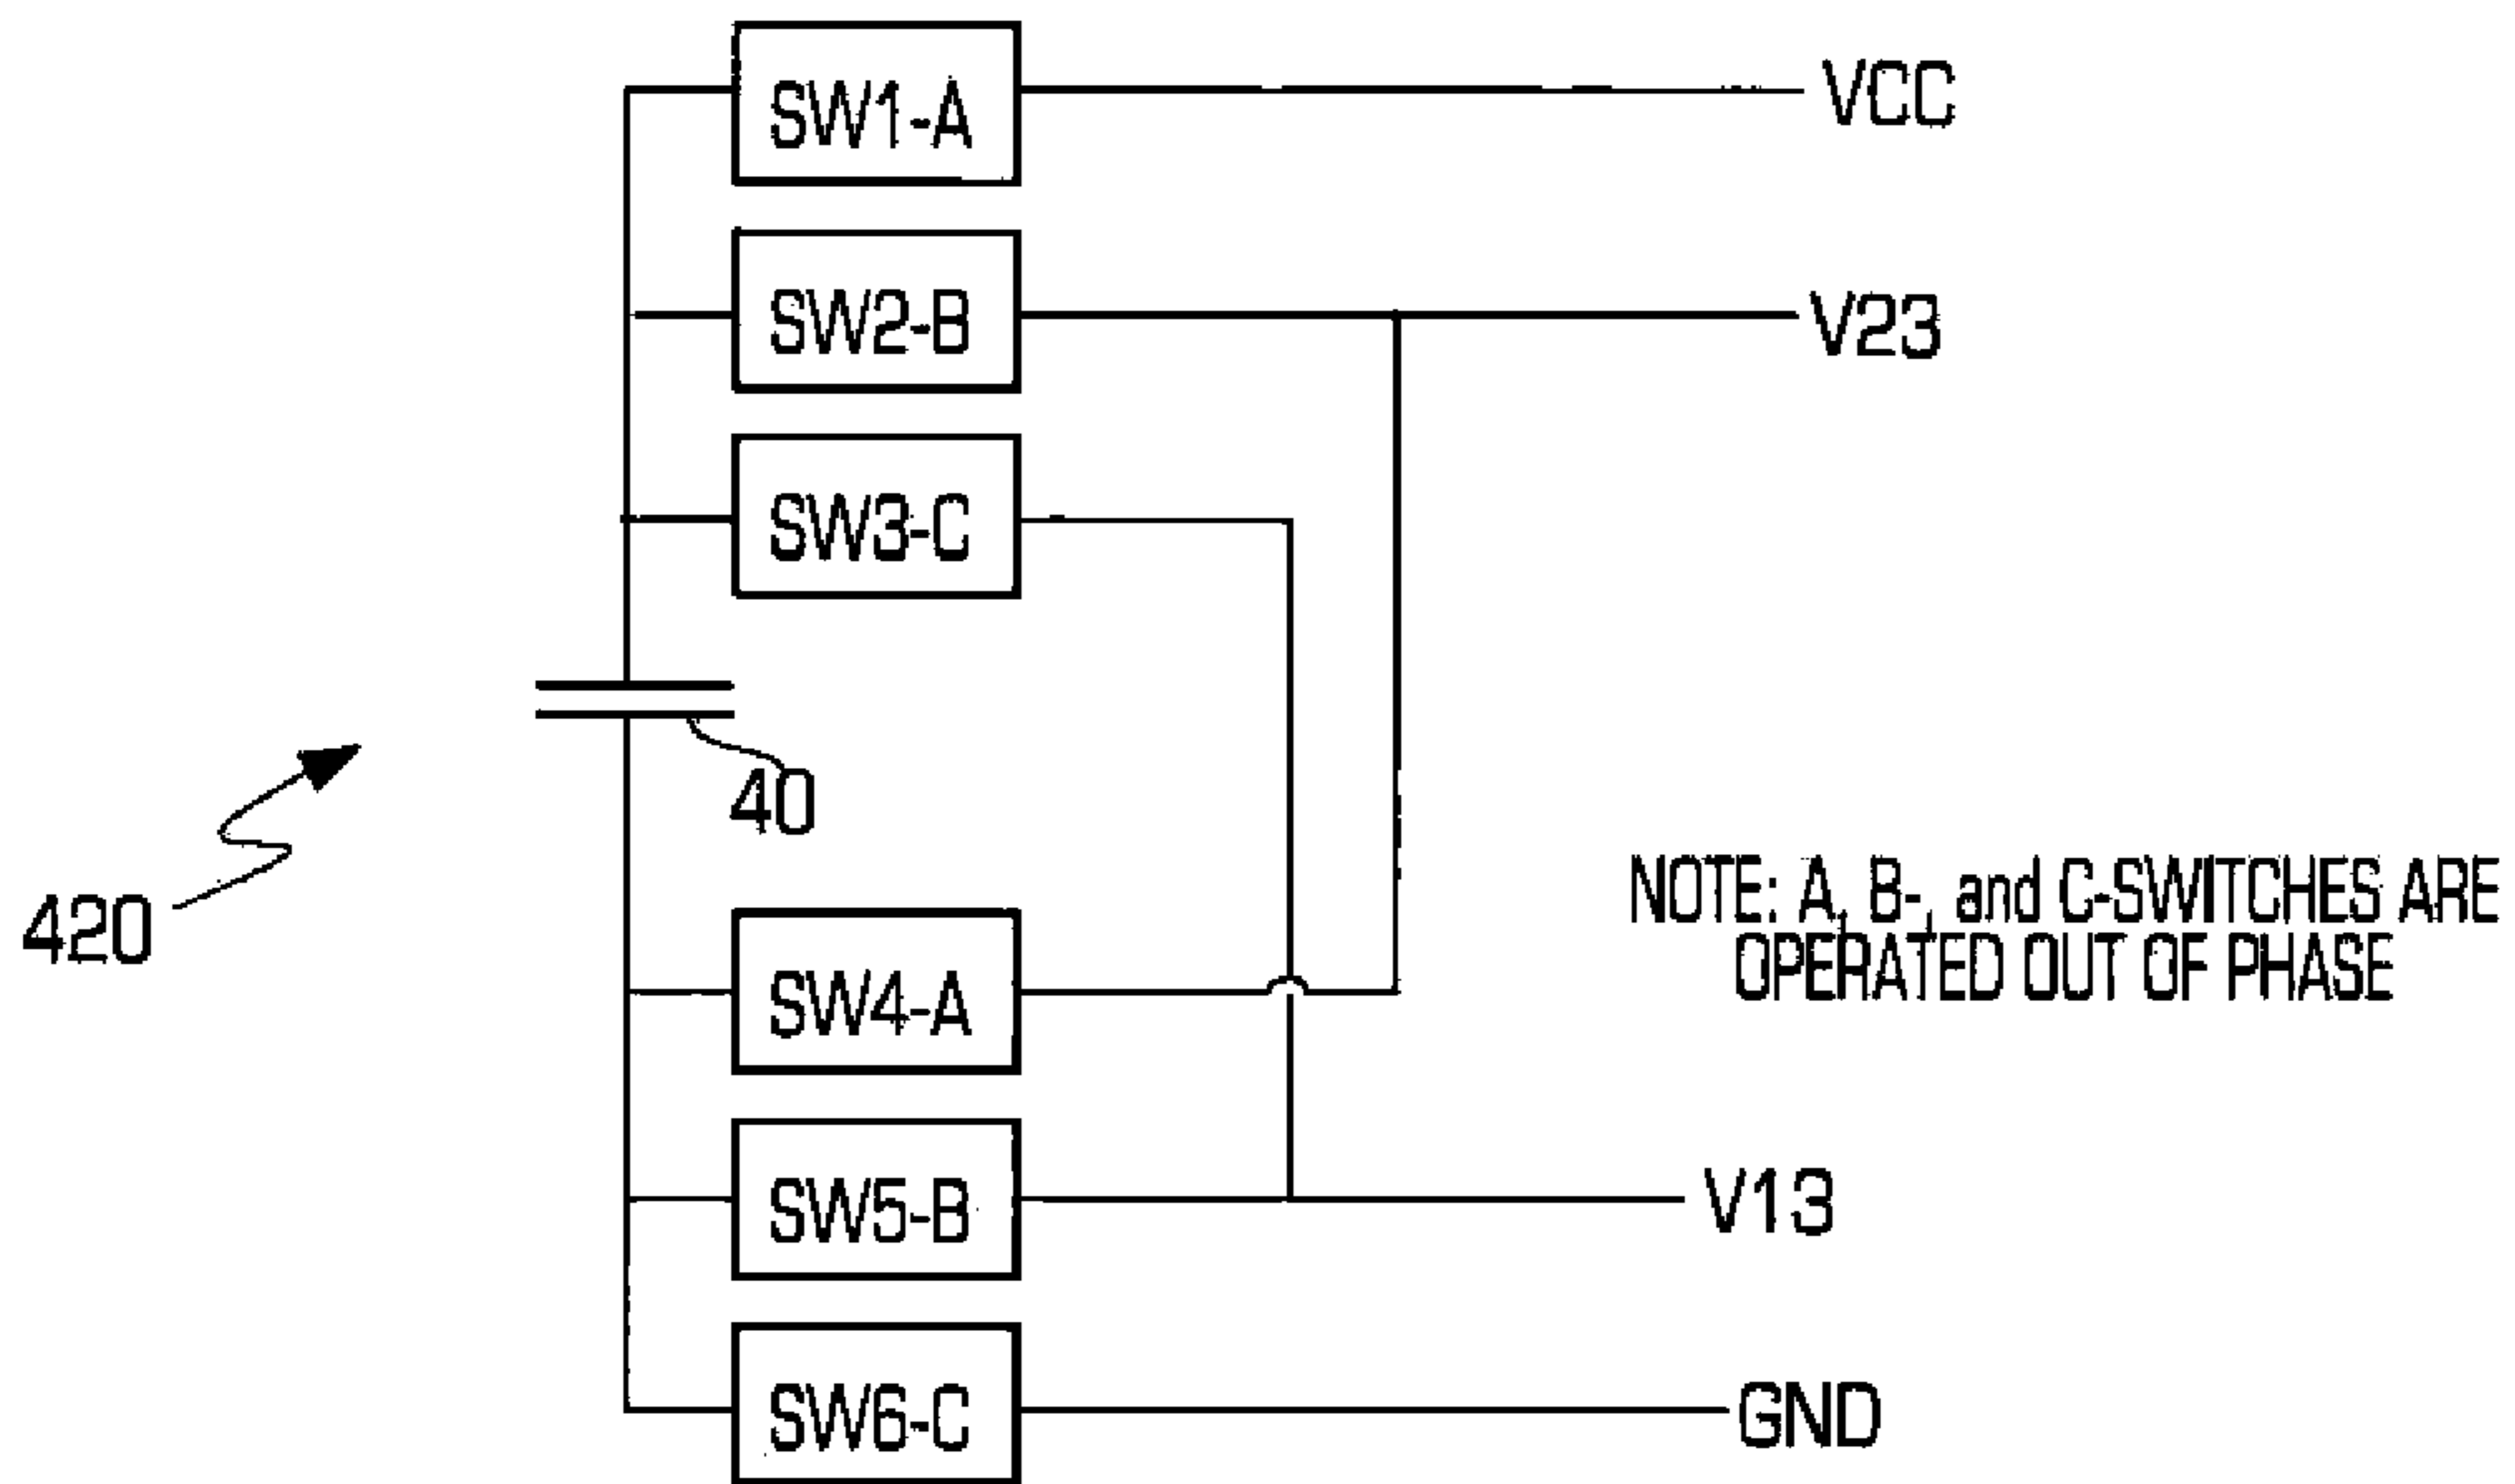 SW1-A
VCC
SW2-B
V23
SW3-C
40
420
NOTE: A, B-, and C-SWITCHES ARE
OPERATED OUT OF PHASE
SW4-A
SW5-B
V13
SW6-C
GND